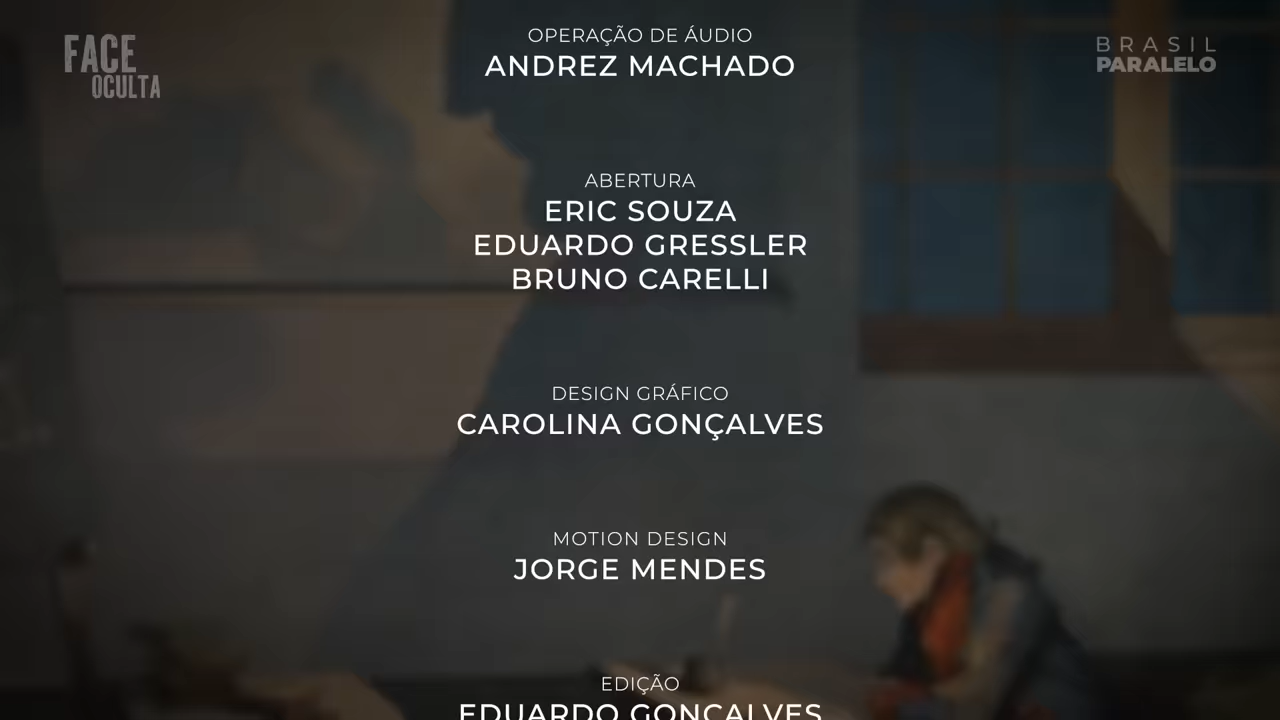 FACE
OCULTA
BRASIL
PARALELO
OPERAÇÃO DE ÁUDIO
ANDREZ MACHADO
ABERTURA
ERIC SOUZA
EDUARDO GRESSLER
BRUNO CARELLI
DESIGN GRÁFICO
CAROLINA GONÇALVES
MOTION DESIGN
JORGE MENDES
EDIÇÃO
EDUARDO GONÇALVES